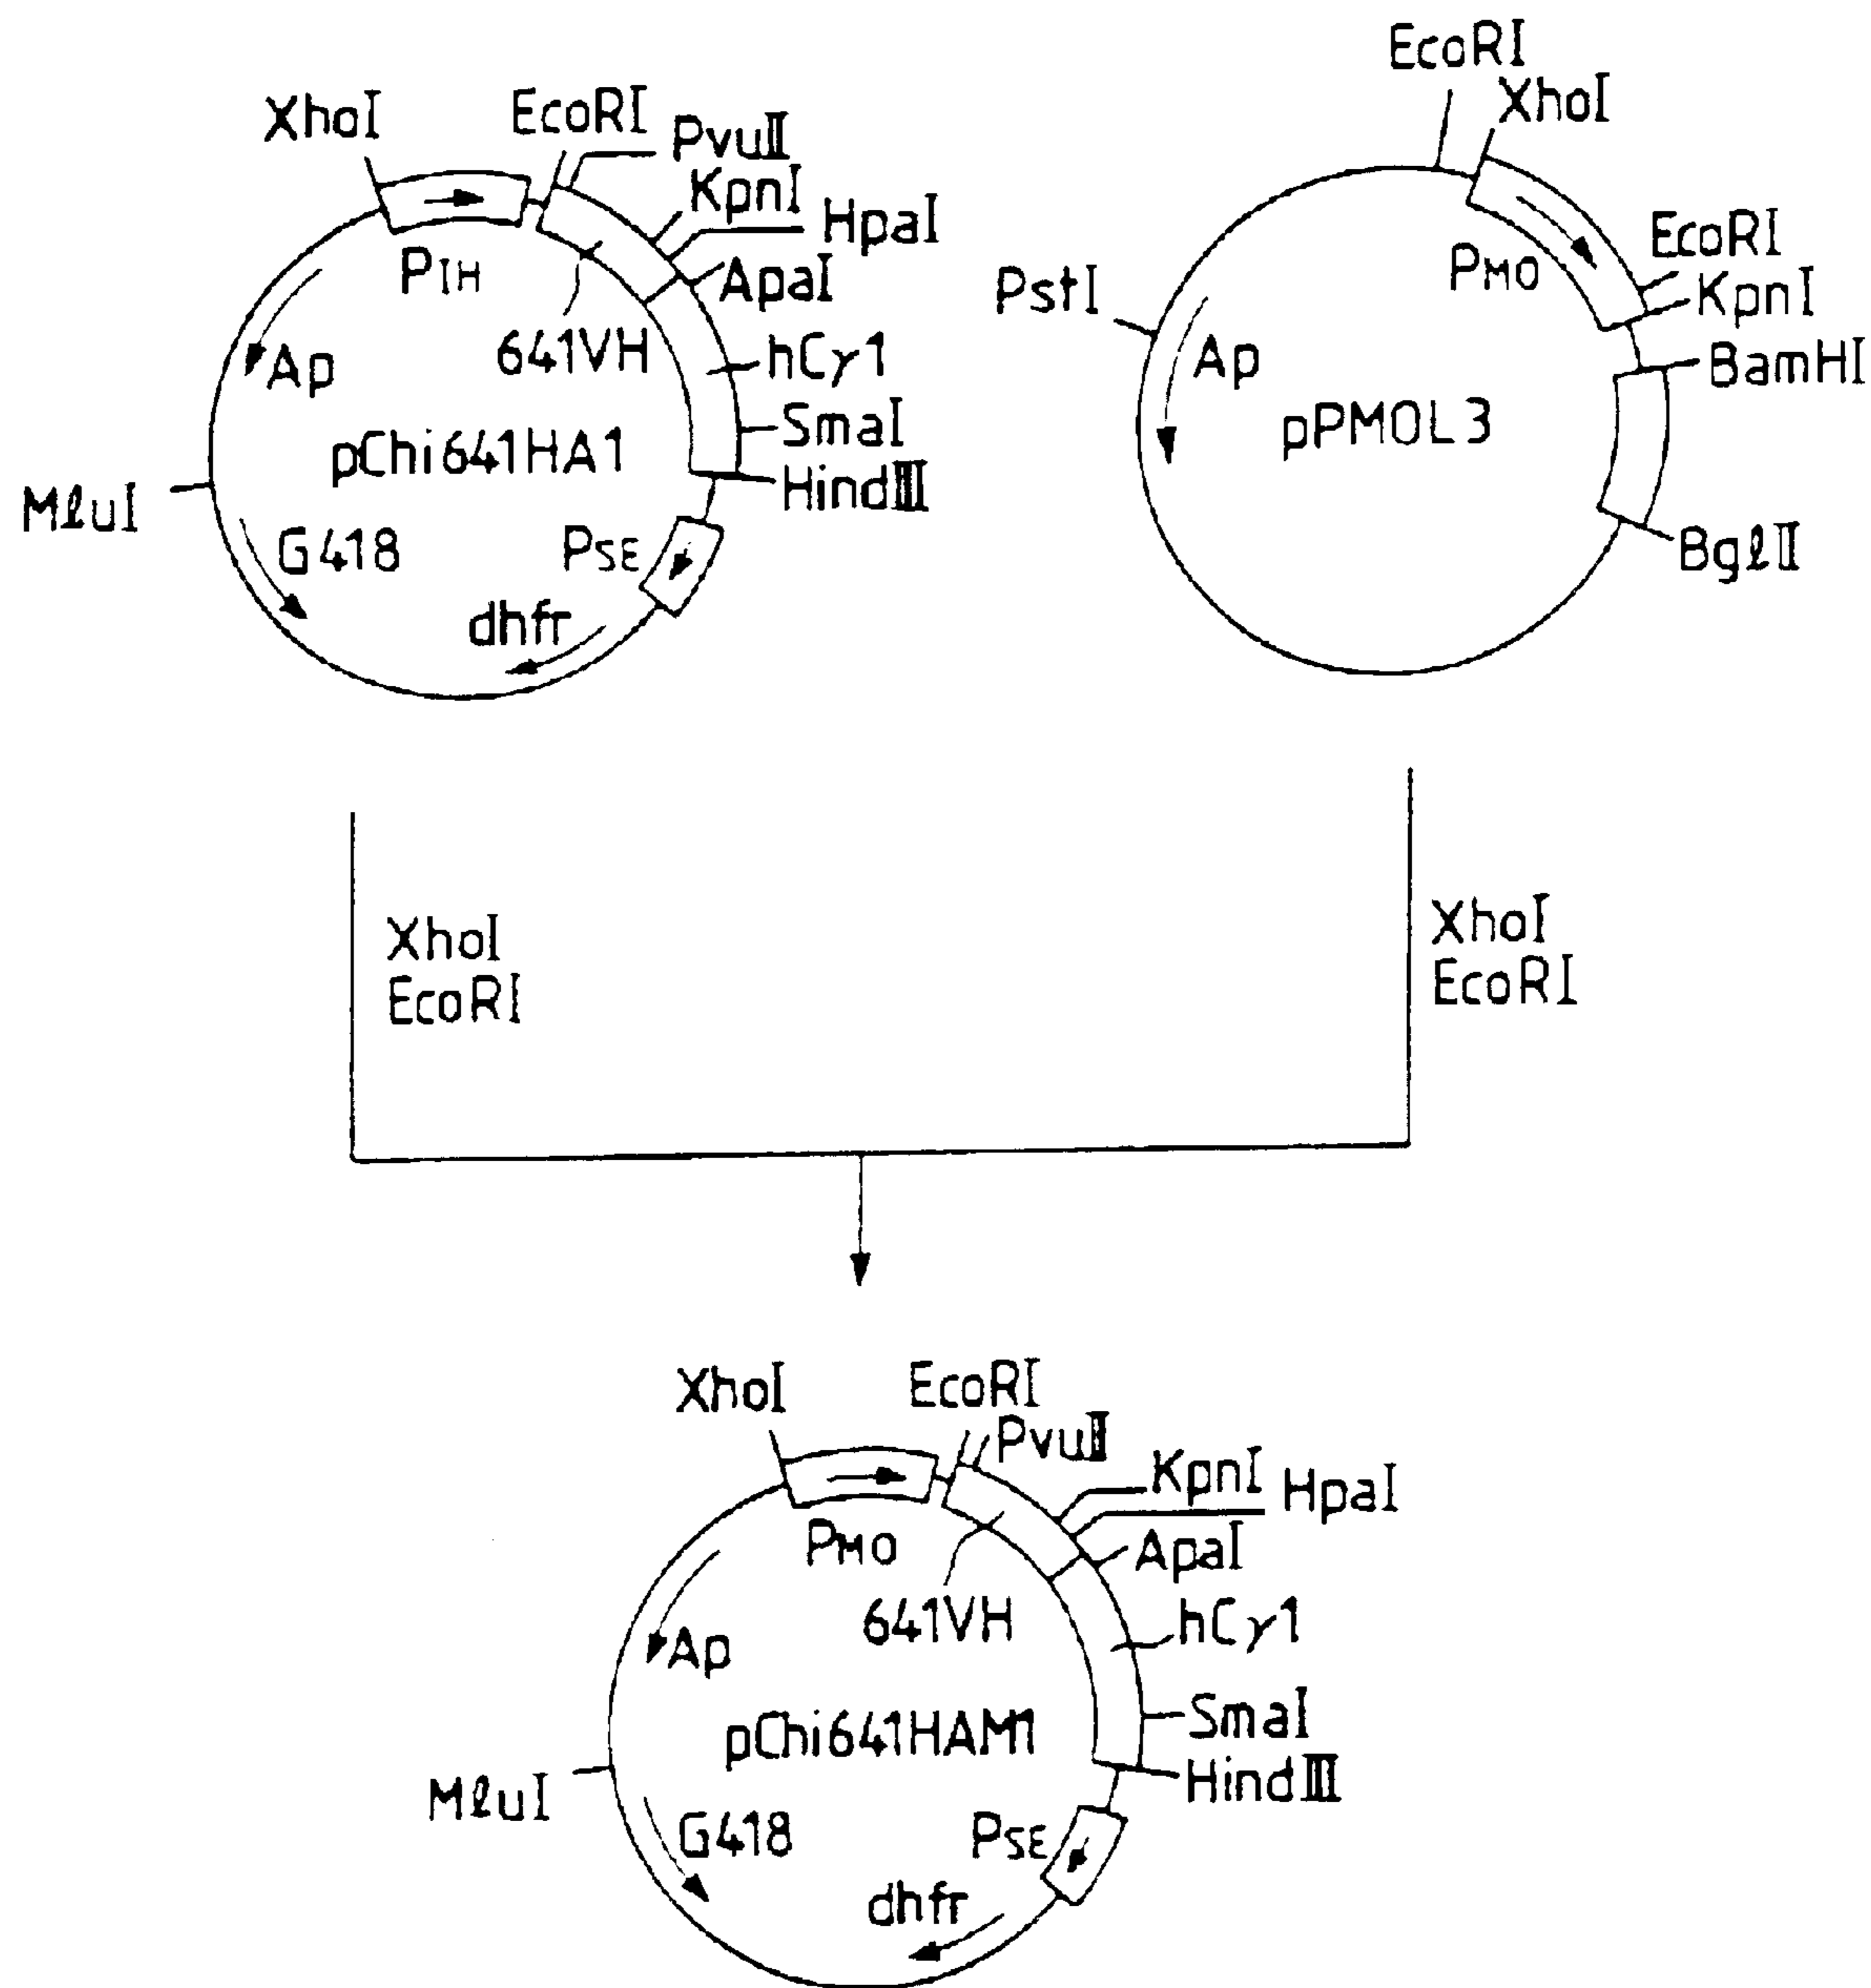 XhoI
EcoRI
PvuII
KpnI
HpaI
ApaI
PIH
641VH
Ap
hCγ1
pChi641HA1
SmaI
HindIII
MluI
G418
PSE
dhfr
EcoRI
XhoI
EcoRI
KpnI
PMO
PstI
Ap
BamHI
pPMOL3
BglII
XhoI
EcoRI
XhoI
EcoRI
XhoI
EcoRI
PvuII
KpnI
HpaI
ApaI
PMO
641VH
Ap
hCγ1
pChi641HAM1
SmaI
HindIII
MluI
G418
PSE
dhfr